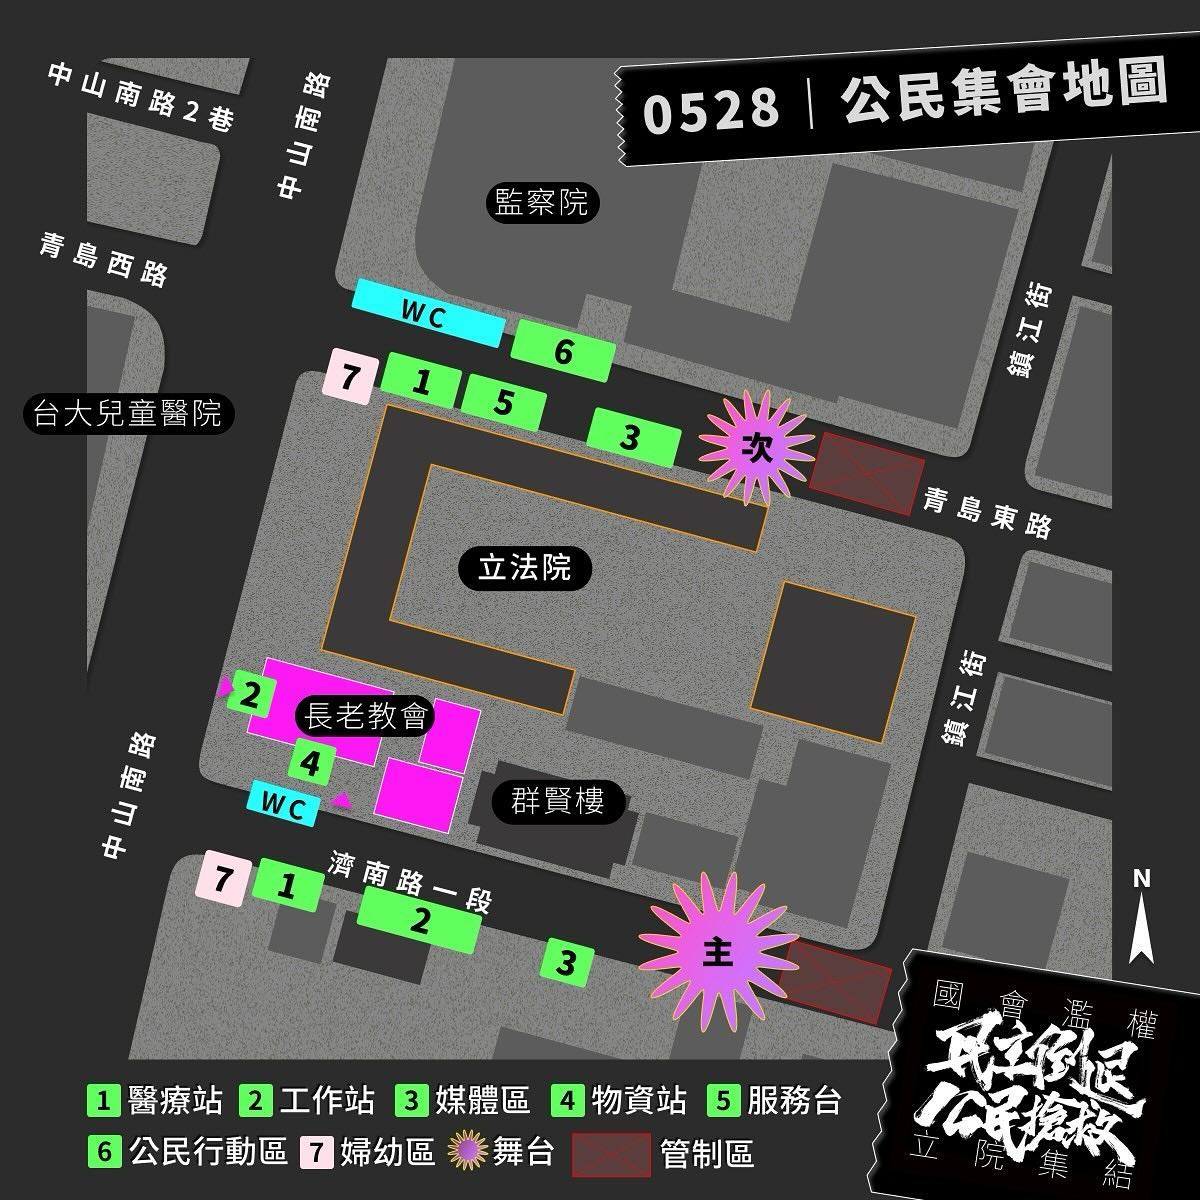 0528｜公民集會地圖
中山南路2巷
中山南路
監察院
青島西路
鎮江街
WC
6
7
1
5
3
次
台大兒童醫院
青島東路
立法院
鎮江街
2
長老教會
4
中山南路
WC
群賢樓
濟南路一段
7
1
2
3
主
N
國會濫權
民主倒退
公民搶救
立院集結
1 醫療站 2 工作站 3 媒體區 4 物資站 5 服務台
6 公民行動區 7 婦幼區 舞台 管制區